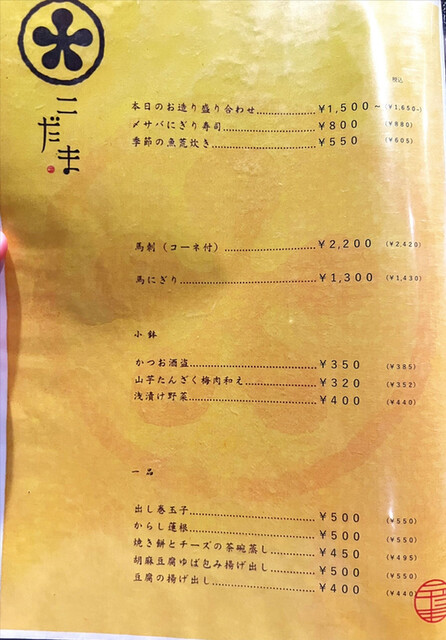 こだま
税込
本日のお造り盛り合わせ…………¥1,500~(¥1,650~)
〆サバにぎり寿司…………¥800 (¥880)
季節の魚荒炊き…………¥550 (¥605)
馬刺(コーネ付)…………¥2,200 (¥2,420)
馬にぎり…………¥1,300 (¥1,430)
小鉢
かつお酒盗…………¥350 (¥385)
山芋たんざく梅肉和え…………¥320 (¥352)
浅漬け野菜…………¥400 (¥440)
一品
出し巻玉子…………¥500 (¥550)
からし蓮根…………¥500 (¥550)
焼き餅とチーズの茶碗蒸し…………¥450 (¥495)
胡麻豆腐ゆば包み揚げ出し…………¥500 (¥550)
豆腐の揚げ出し…………¥400 (¥440)